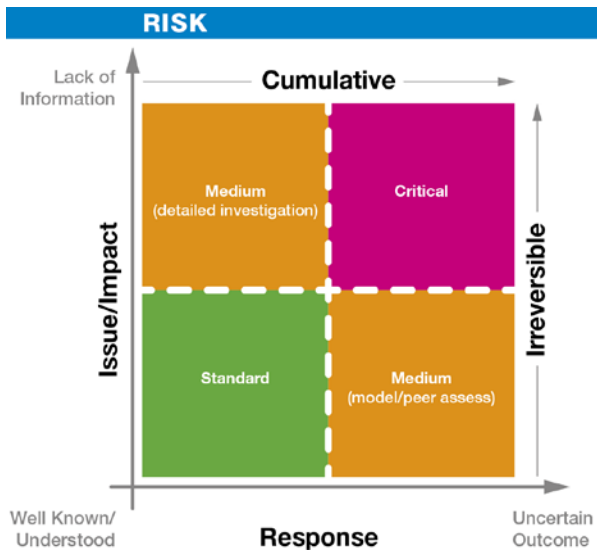 RISK
Lack of
Information
Cumulative
Medium
(detailed investigation)
Critical
Issue/Impact
Irreversible
Standard
Medium
(model/peer assess)
Well Known/
Understood
Response
Uncertain
Outcome